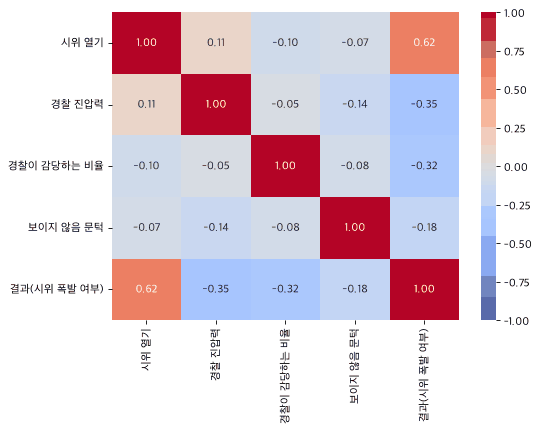 시위 열기 1.00 0.11 -0.10 -0.07 0.62
경찰 진압력 0.11 1.00 -0.05 -0.14 -0.35
경찰이 감당하는 비율 -0.10 -0.05 1.00 -0.08 -0.32
보이지 않음 문턱 -0.07 -0.14 -0.08 1.00 -0.18
결과(시위 폭발 여부) 0.62 -0.35 -0.32 -0.18 1.00
시위 열기
경찰 진압력
경찰이 감당하는 비율
보이지 않음 문턱
결과(시위 폭발 여부)
1.00
0.75
0.50
0.25
0.00
-0.25
-0.50
-0.75
-1.00